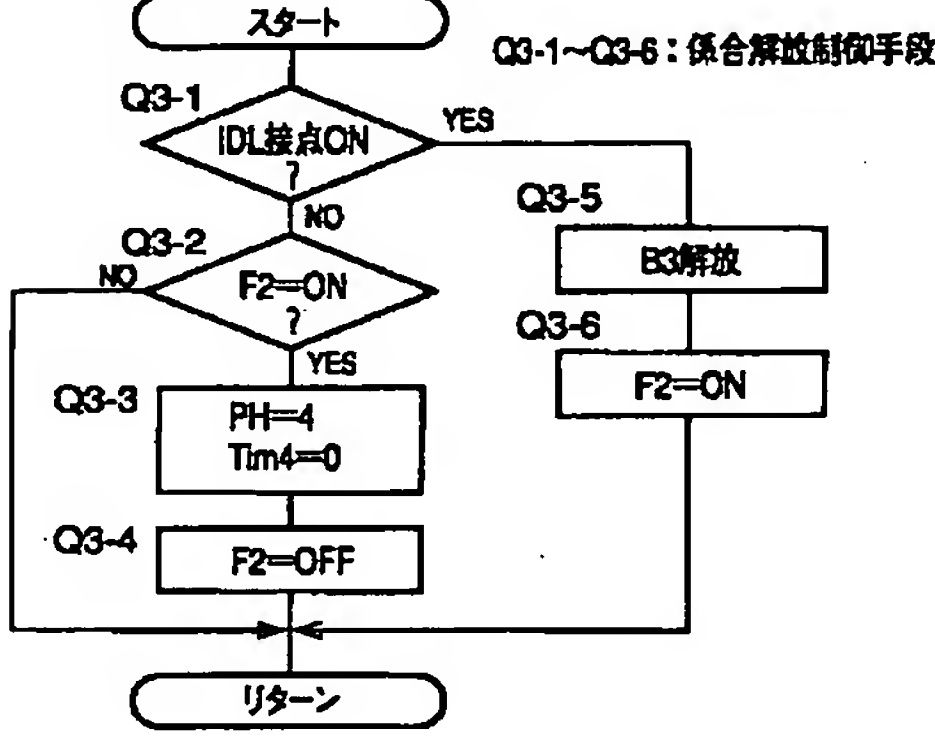 スタート
Q3-1~Q3-6:係合解放制御手段
Q3-1
IDL接点ON
?
YES
NO
Q3-2
NO
F2=ON
?
YES
Q3-3
PH=4
Tim4=0
Q3-4
F2=OFF
Q3-5
B3解放
Q3-6
F2=ON
リターン